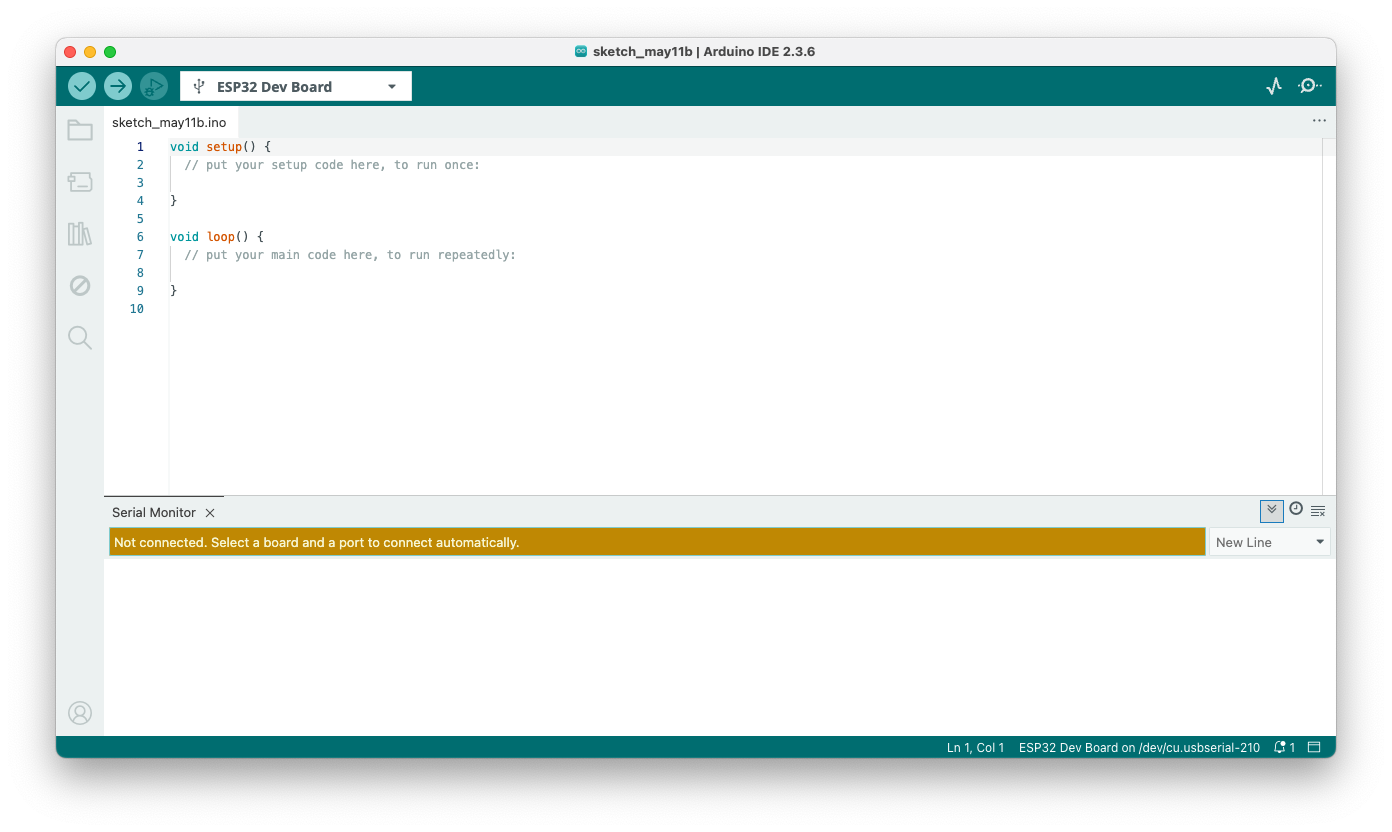 sketch_may11b | Arduino IDE 2.3.6
ESP32 Dev Board
sketch_may11b.ino
1 void setup() {
2 // put your setup code here, to run once:
3
4 }
5
6 void loop() {
7 // put your main code here, to run repeatedly:
8
9 }
10
Serial Monitor
Not connected. Select a board and a port to connect automatically.
New Line
Ln 1, Col 1 ESP32 Dev Board on /dev/cu.usbserial-210 1